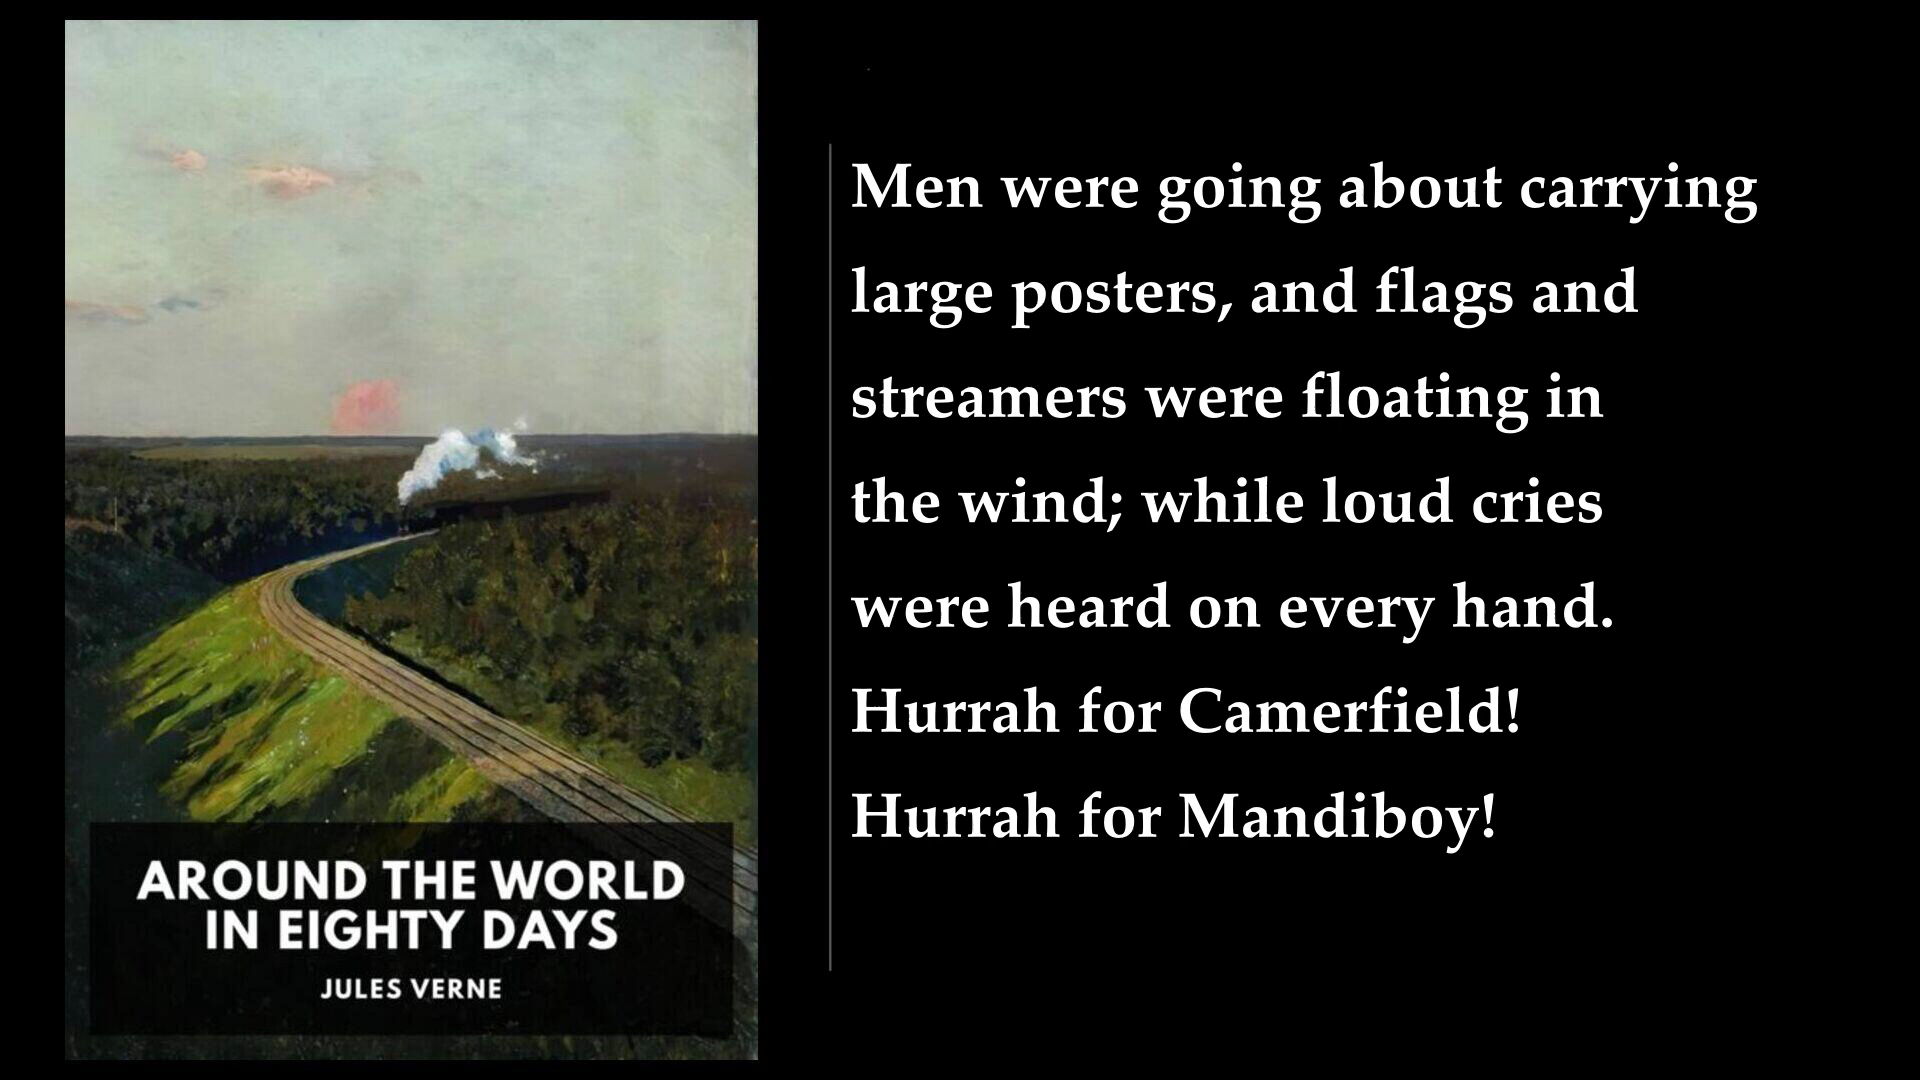 AROUND THE WORLD
IN EIGHTY DAYS
JULES VERNE
Men were going about carrying
large posters, and flags and
streamers were floating in
the wind; while loud cries
were heard on every hand.
Hurrah for Camerfield!
Hurrah for Mandiboy!